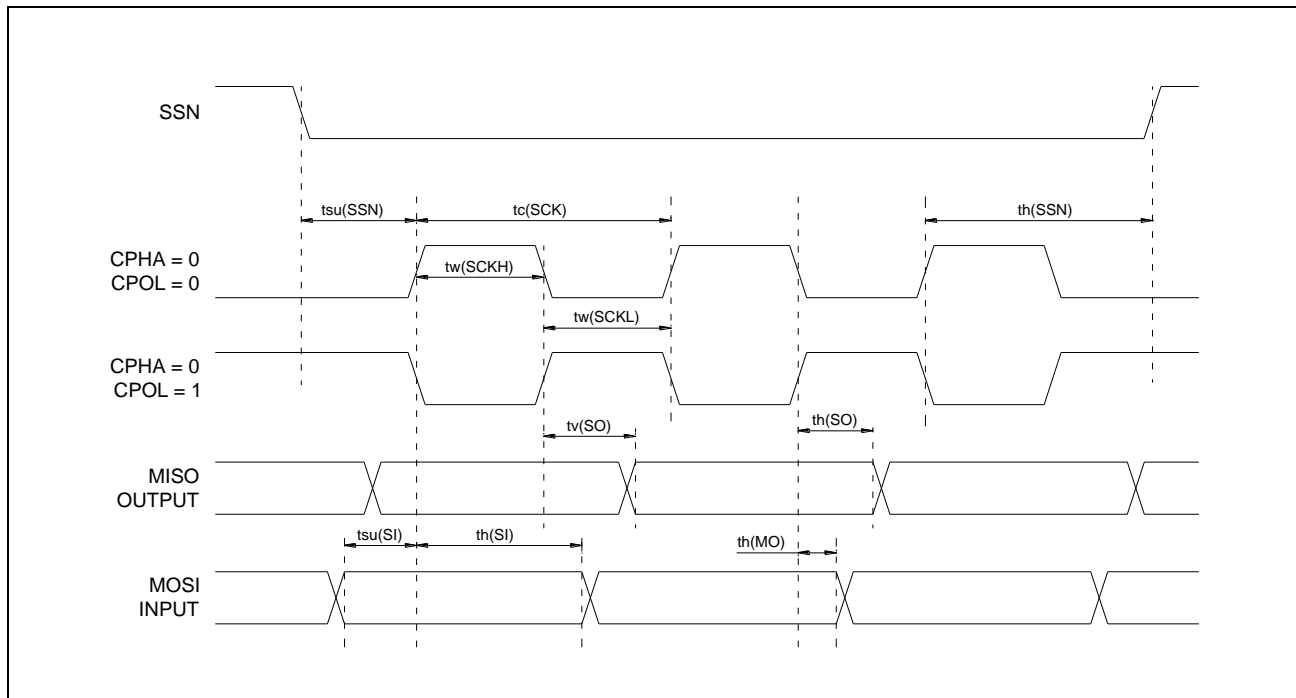 SSN
tsu(SSN)
tc(SCK)
th(SSN)
CPHA = 0
CPOL = 0
tw(SCKH)
tw(SCKL)
CPHA = 0
CPOL = 1
tv(SO)
th(SO)
MISO
OUTPUT
tsu(SI)
th(SI)
th(MO)
MOSI
INPUT